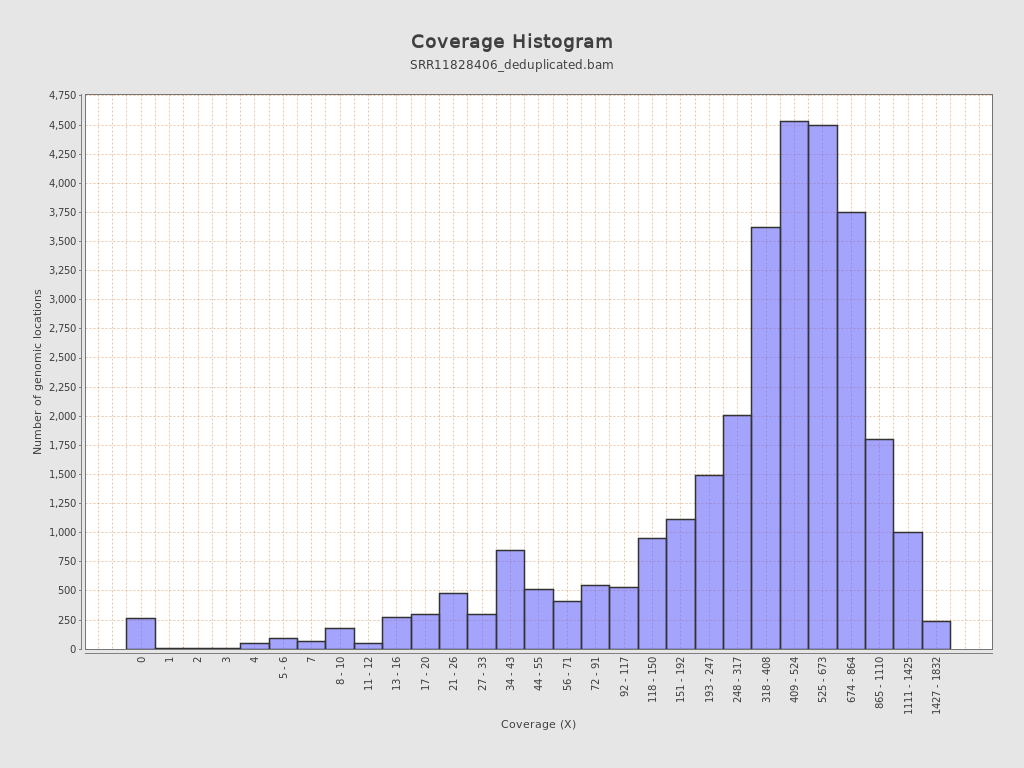 Coverage Histogram
SRR11828406_deduplicated.bam
4,750
4,500
4,250
4,000
3,750
3,500
3,250
3,000
2,750
2,500
2,250
2,000
1,750
1,500
1,250
1,000
750
500
250
0
Number of genomic locations
0
1
2
3
4
5 - 6
7
8 - 10
11 - 12
13 - 16
17 - 20
21 - 26
27 - 33
34 - 43
44 - 55
56 - 71
72 - 91
92 - 117
118 - 150
151 - 192
193 - 247
248 - 317
318 - 408
409 - 524
525 - 673
674 - 864
865 - 1110
1111 - 1425
1427 - 1832
Coverage (X)